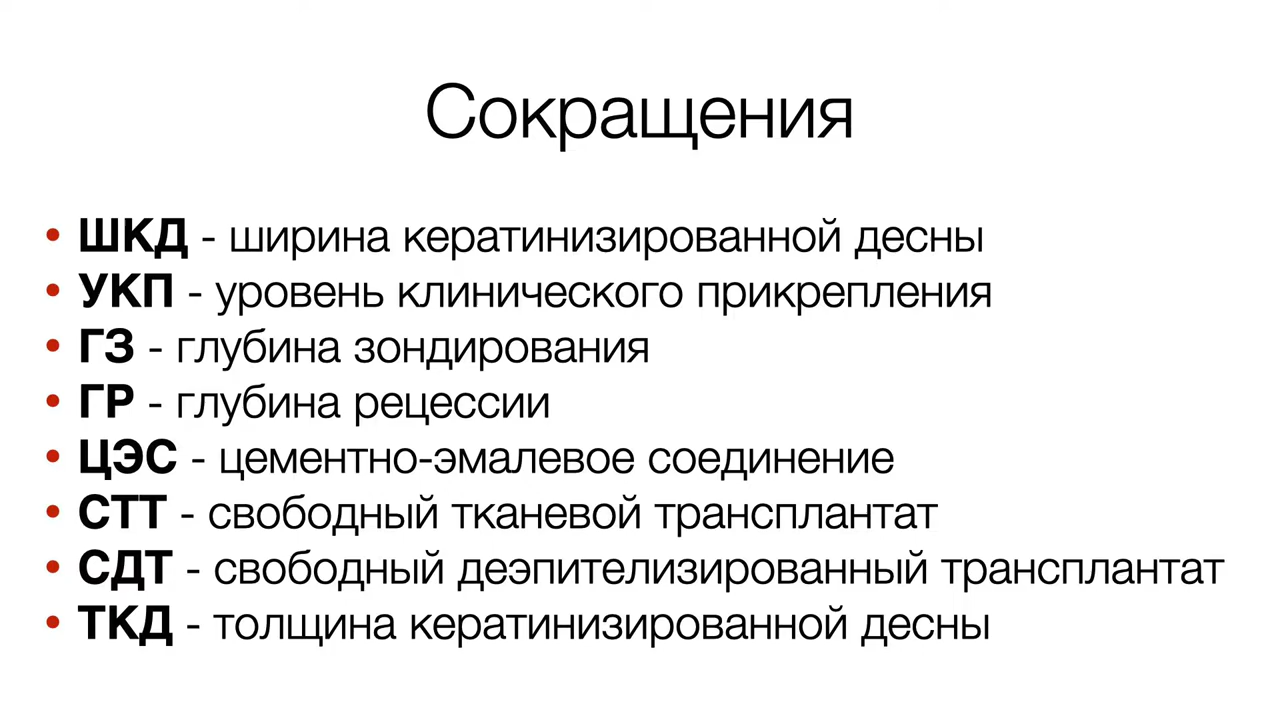 Сокращения
• ШКД - ширина кератинизированной десны
• УКП - уровень клинического прикрепления
• ГЗ - глубина зондирования
• ГР - глубина рецессии
• ЦЭС - цементно-эмалевое соединение
• СТТ - свободный тканевой трансплантат
• СДТ - свободный деэпителизированный трансплантат
• ТКД - толщина кератинизированной десны